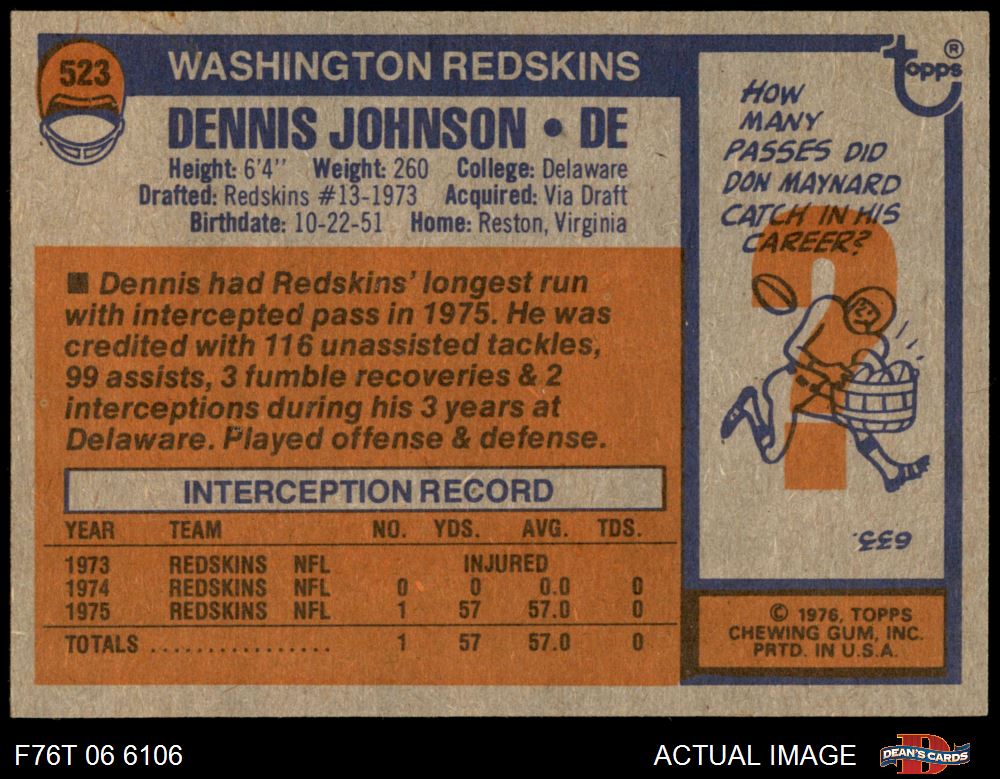 523
WASHINGTON REDSKINS
DENNIS JOHNSON • DE
Height: 6'4" Weight: 260 College: Delaware
Drafted: Redskins #13-1973 Acquired: Via Draft
Birthdate: 10-22-51 Home: Reston, Virginia
■ Dennis had Redskins' longest run
with intercepted pass in 1975. He was
credited with 116 unassisted tackles,
99 assists, 3 fumble recoveries & 2
interceptions during his 3 years at
Delaware. Played offense & defense.
INTERCEPTION RECORD
YEAR TEAM NO. YDS. AVG. TDS.
1973 REDSKINS NFL INJURED
1974 REDSKINS NFL 0 0 0.0 0
1975 REDSKINS NFL 1 57 57.0 0
TOTALS ................ 1 57 57.0 0
topps ®
HOW
MANY
PASSES DID
DON MAYNARD
CATCH IN HIS
CAREER?
?
633.
© 1976, TOPPS
CHEWING GUM, INC.
PRTD. IN U.S.A.
F76T 06 6106
ACTUAL IMAGE
DEAN'S CARDS